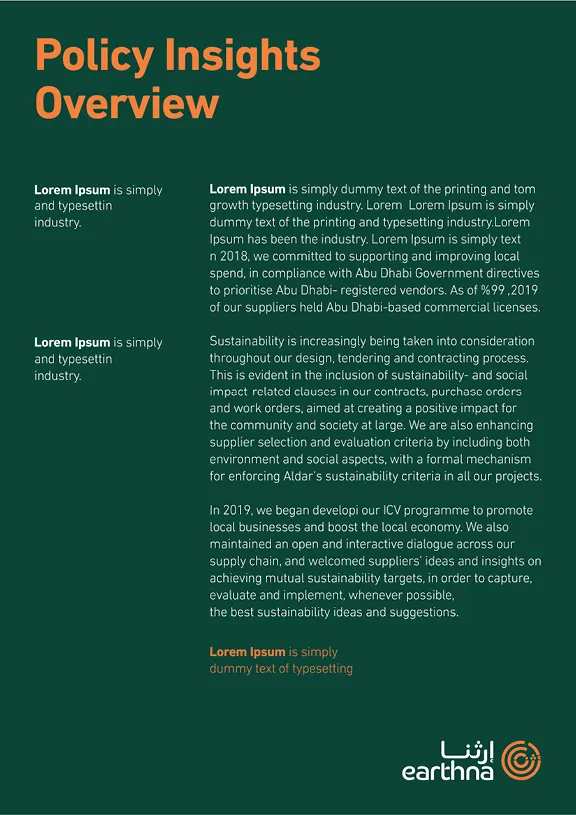 Policy Insights
Overview
Lorem Ipsum is simply
and typesettin
industry.
Lorem Ipsum is simply dummy text of the printing and tom
growth typesetting industry. Lorem  Lorem Ipsum is simply
dummy text of the printing and typesetting industry.Lorem
Ipsum has been the industry. Lorem Ipsum is simply text
n 2018, we committed to supporting and improving local
spend, in compliance with Abu Dhabi Government directives
to prioritise Abu Dhabi- registered vendors. As of %99 ,2019
of our suppliers held Abu Dhabi-based commercial licenses.
Lorem Ipsum is simply
and typesettin
industry.
Sustainability is increasingly being taken into consideration
throughout our design, tendering and contracting process.
This is evident in the inclusion of sustainability- and social
impact-related clauses in our contracts, purchase orders
and work orders, aimed at creating a positive impact for
the community and society at large. We are also enhancing
supplier selection and evaluation criteria by including both
environment and social aspects, with a formal mechanism
for enforcing Aldar's sustainability criteria in all our projects.
In 2019, we began developi our ICV programme to promote
local businesses and boost the local economy. We also
maintained an open and interactive dialogue across our
supply chain, and welcomed suppliers' ideas and insights on
achieving mutual sustainability targets, in order to capture,
evaluate and implement, whenever possible,
the best sustainability ideas and suggestions.
Lorem Ipsum is simply
dummy text of typesetting
إرثنا
earthna